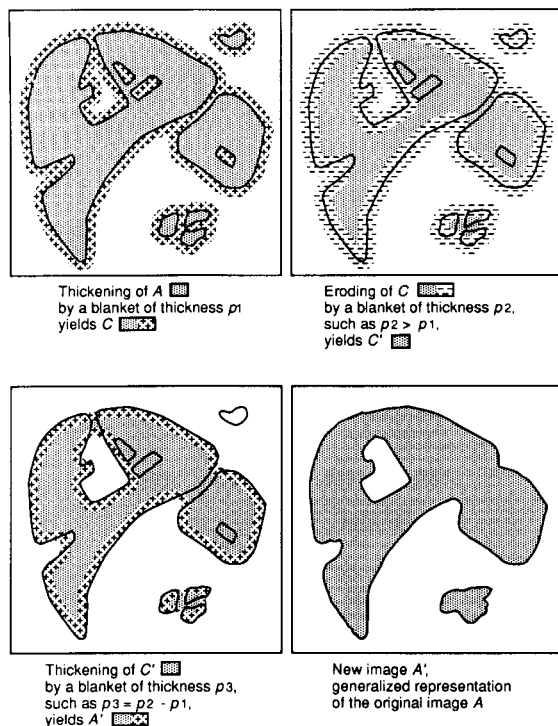 Thickening of A
by a blanket of thickness p1
yields C
Eroding of C
by a blanket of thickness p2,
such as p2 > p1,
yields C'
Thickening of C'
by a blanket of thickness p3,
such as p3 = p2 - p1,
yields A'
New image A',
generalized representation
of the original image A